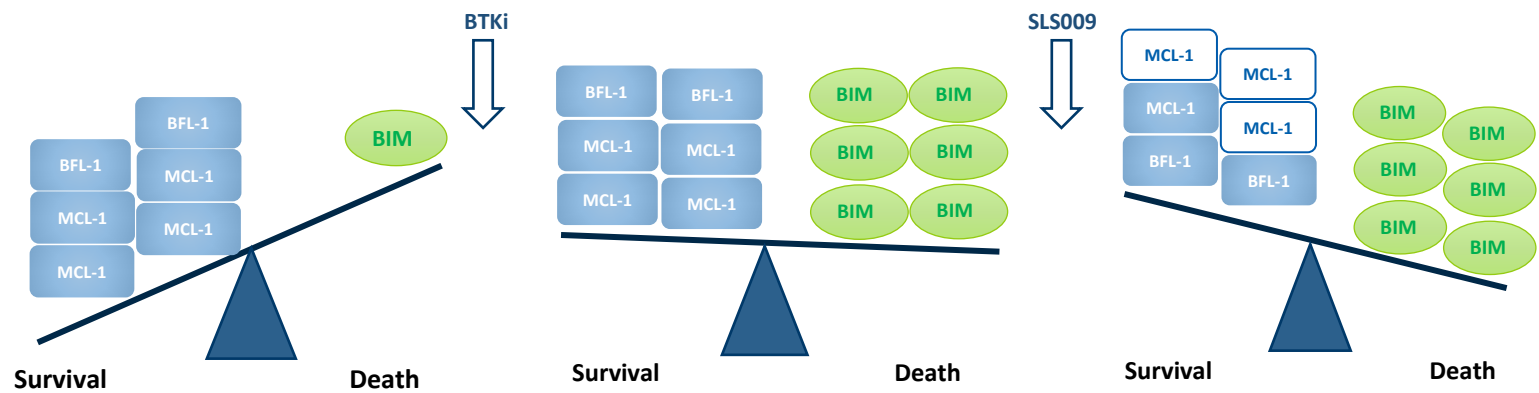 BTKi
SLS009
BFL-1
BFL-1
MCL-1
MCL-1
MCL-1
MCL-1
BIM
Survival
Death
BFL-1 BFL-1
MCL-1 MCL-1
MCL-1 MCL-1
BIM BIM
BIM BIM
BIM BIM
Survival
Death
MCL-1
MCL-1
MCL-1
MCL-1
BFL-1
BFL-1
BIM
BIM
BIM
BIM
BIM
BIM
Survival
Death